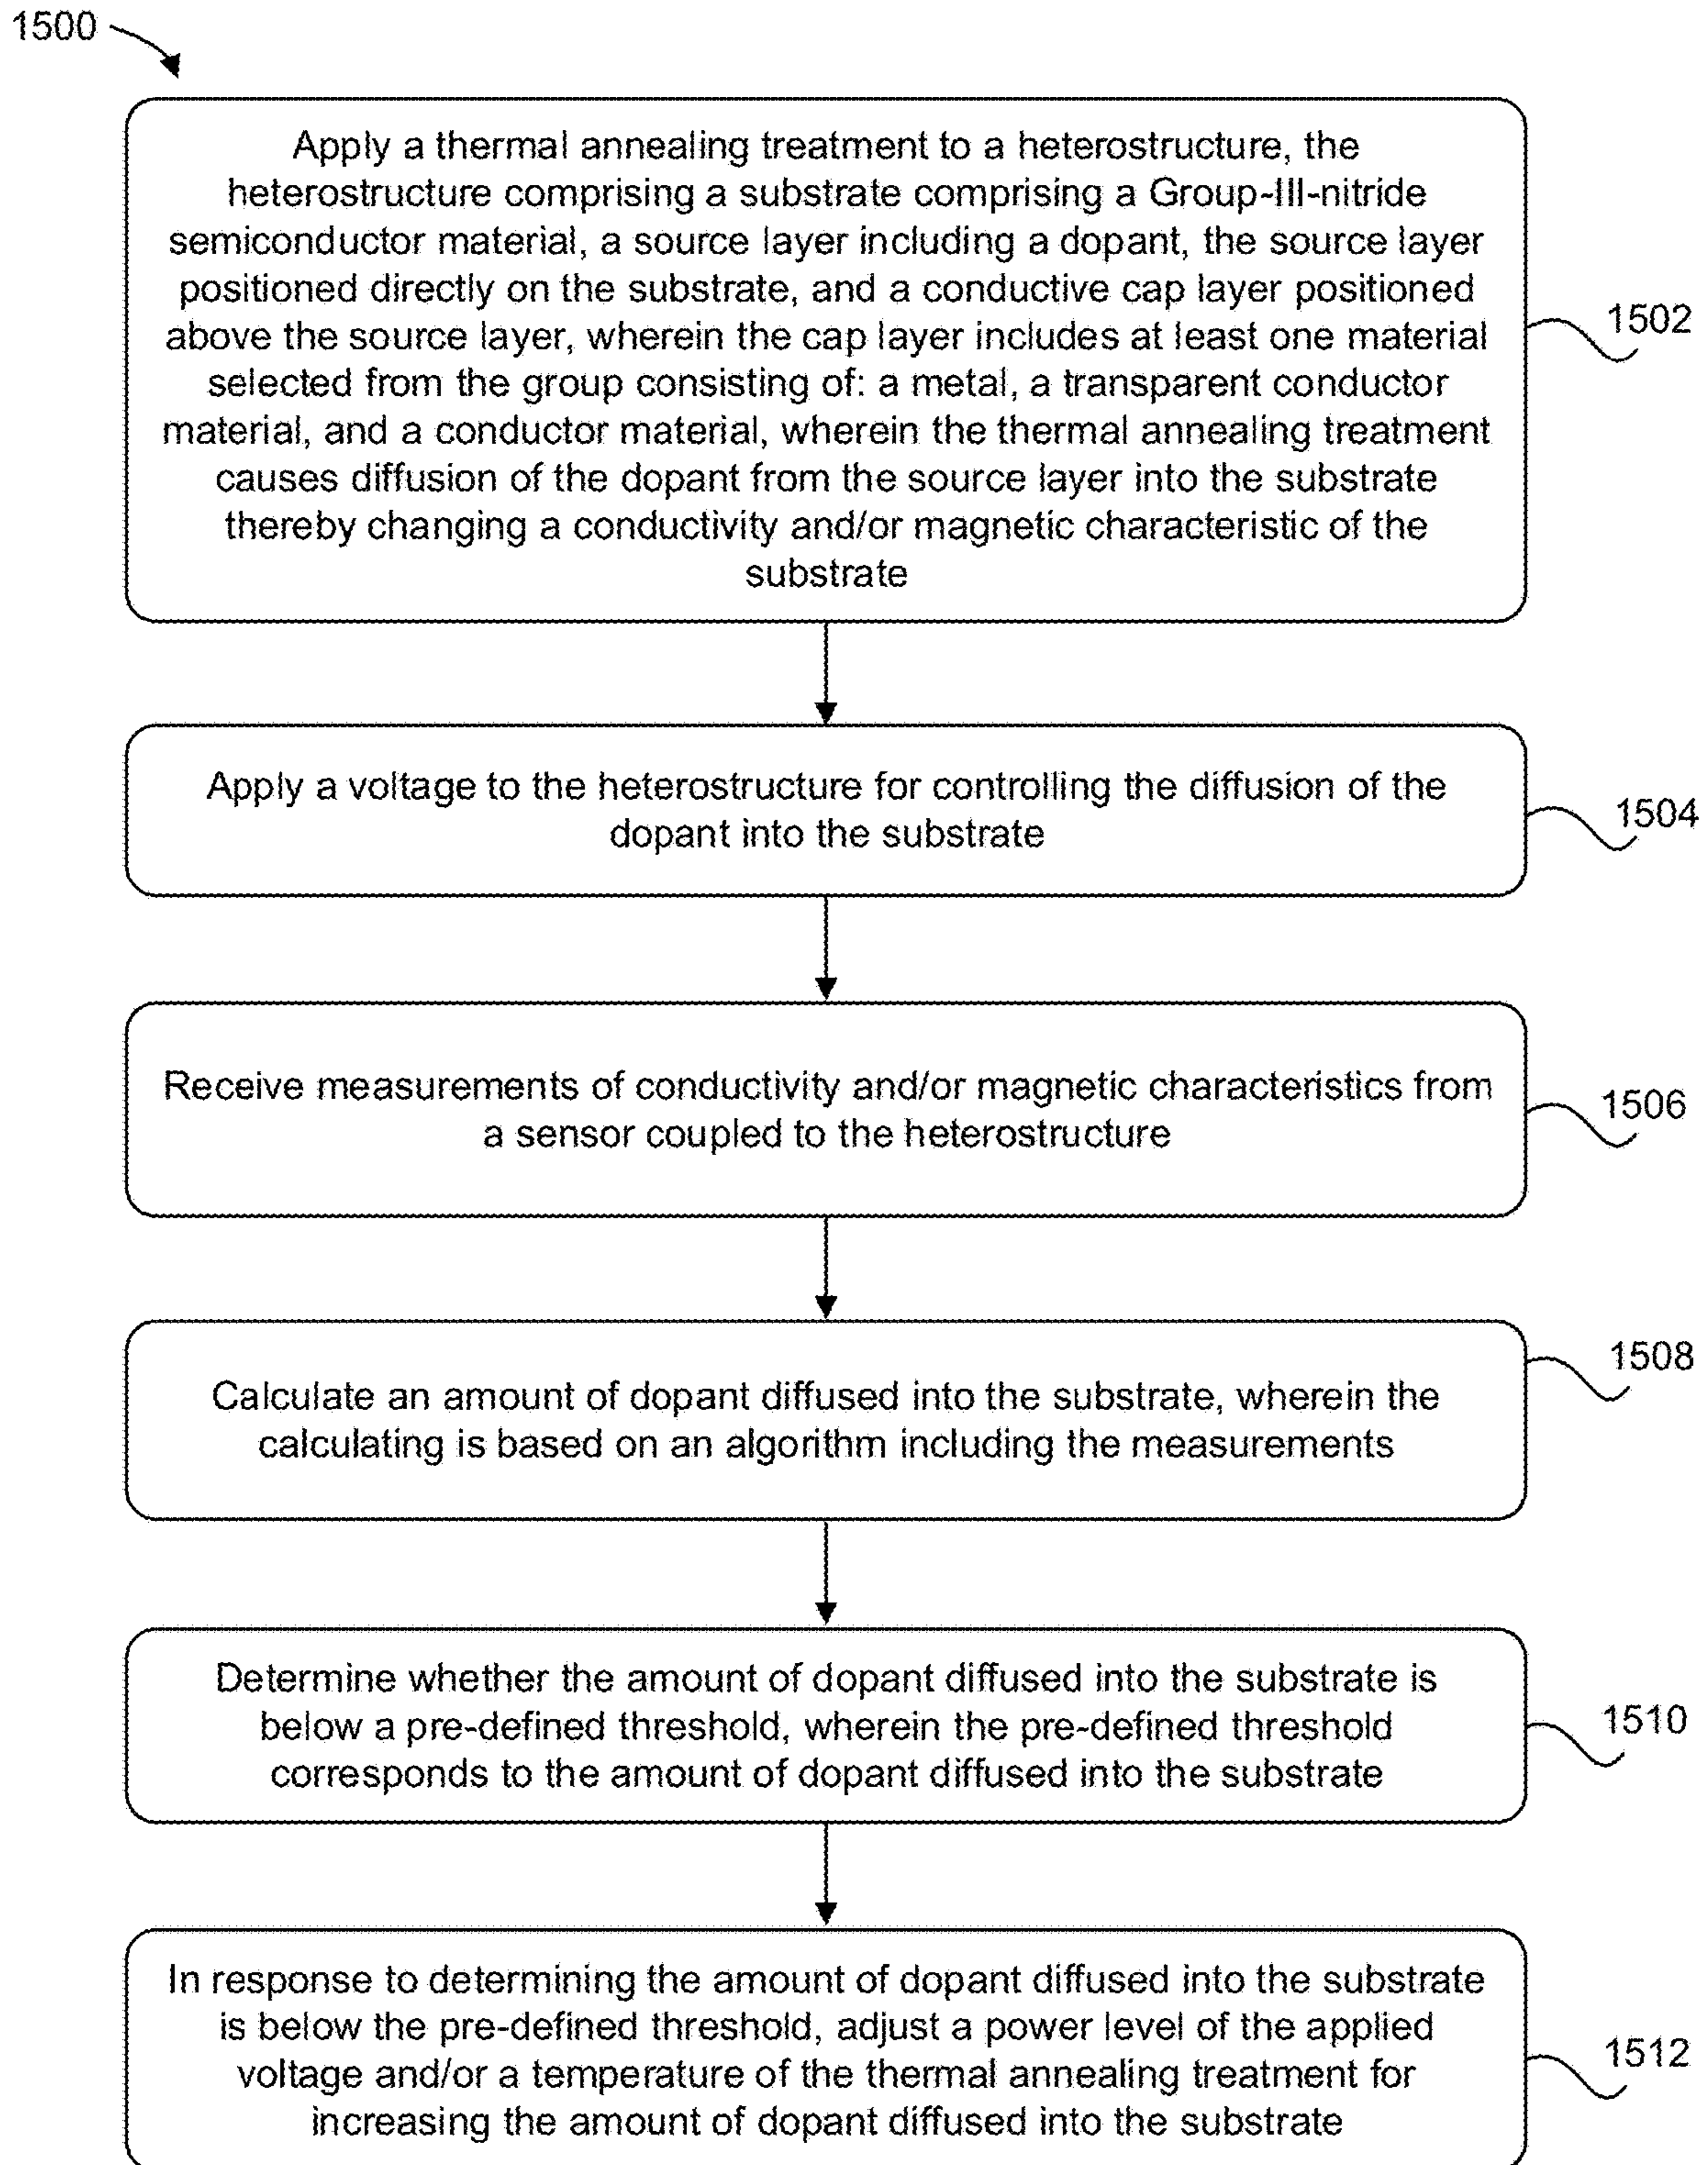 1500
Apply a thermal annealing treatment to a heterostructure, the
heterostructure comprising a substrate comprising a Group-III-nitride
semiconductor material, a source layer including a dopant, the source layer
positioned directly on the substrate, and a conductive cap layer positioned
above the source layer, wherein the cap layer includes at least one material
selected from the group consisting of: a metal, a transparent conductor
material, and a conductor material, wherein the thermal annealing treatment
causes diffusion of the dopant from the source layer into the substrate
thereby changing a conductivity and/or magnetic characteristic of the
substrate
1502
Apply a voltage to the heterostructure for controlling the diffusion of the
dopant into the substrate
1504
Receive measurements of conductivity and/or magnetic characteristics from
a sensor coupled to the heterostructure
1506
Calculate an amount of dopant diffused into the substrate, wherein the
calculating is based on an algorithm including the measurements
1508
Determine whether the amount of dopant diffused into the substrate is
below a pre-defined threshold, wherein the pre-defined threshold
corresponds to the amount of dopant diffused into the substrate
1510
In response to determining the amount of dopant diffused into the substrate
is below the pre-defined threshold, adjust a power level of the applied
voltage and/or a temperature of the thermal annealing treatment for
increasing the amount of dopant diffused into the substrate
1512